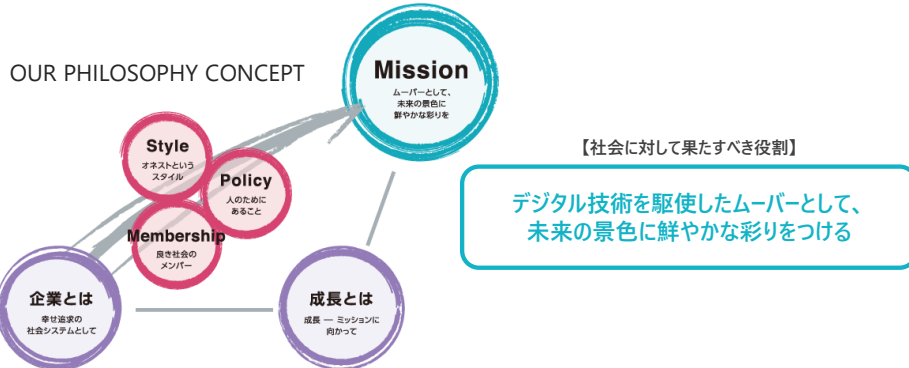 OUR PHILOSOPHY CONCEPT
Mission
ムーバーとして、
未来の景色に
鮮やかな彩りを
Style
オネストという
スタイル
Policy
人のために
あること
Membership
良き社会の
メンバー
企業とは
幸せ追求の
社会システムとして
成長とは
成長 ― ミッションに
向かって
【社会に対して果たすべき役割】
デジタル技術を駆使したムーバーとして、
未来の景色に鮮やかな彩りをつける